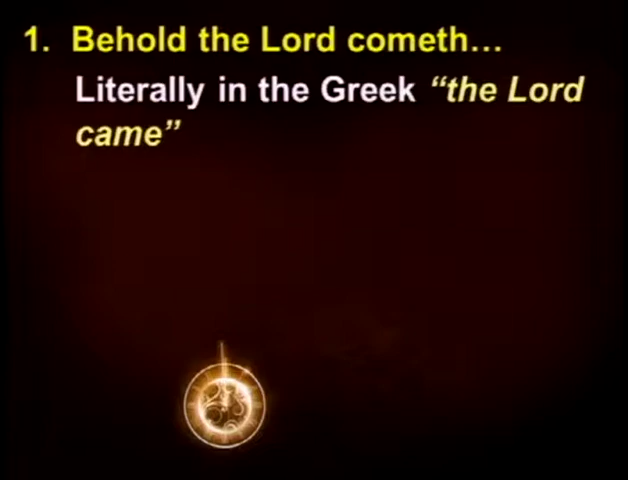 1. Behold the Lord cometh...
Literally in the Greek “the Lord
came”